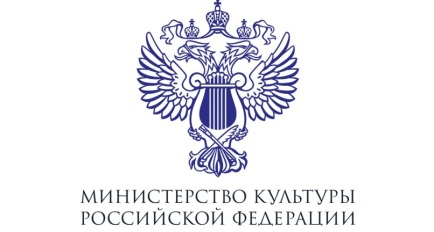 МИНИСТЕРСТВО КУЛЬТУРЫ
РОССИЙСКОЙ ФЕДЕРАЦИИ